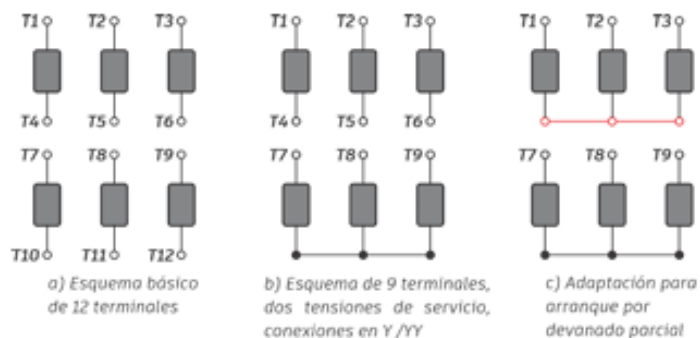 T1 T2 T3 T1 T2 T3 T1 T2 T3
T4 T5 T6 T4 T5 T6
T7 T8 T9 T7 T8 T9 T7 T8 T9
T10 T11 T12
a) Esquema básico
de 12 terminales
b) Esquema de 9 terminales,
dos tensiones de servicio,
conexiones en Y /YY
c) Adaptación para
arranque por
devanado parcial